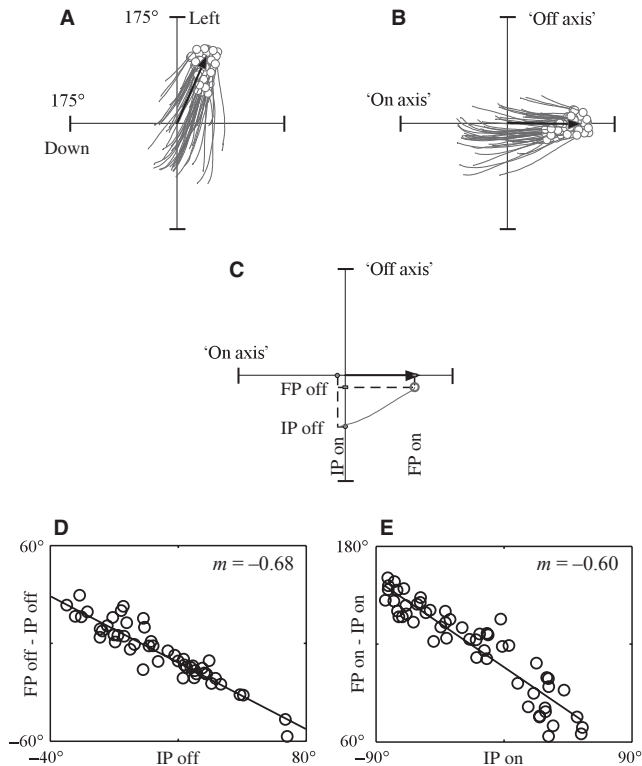 A
175°
Left
175°
Down
B
'Off axis'
'On axis'
C
'Off axis'
'On axis'
FP off
IP off
IP on
FP on
D
60°
m = –0.68
FP off - IP off
–60°
–40°
IP off
80°
E
180°
m = –0.60
FP on - IP on
60°
–90°
IP on
90°